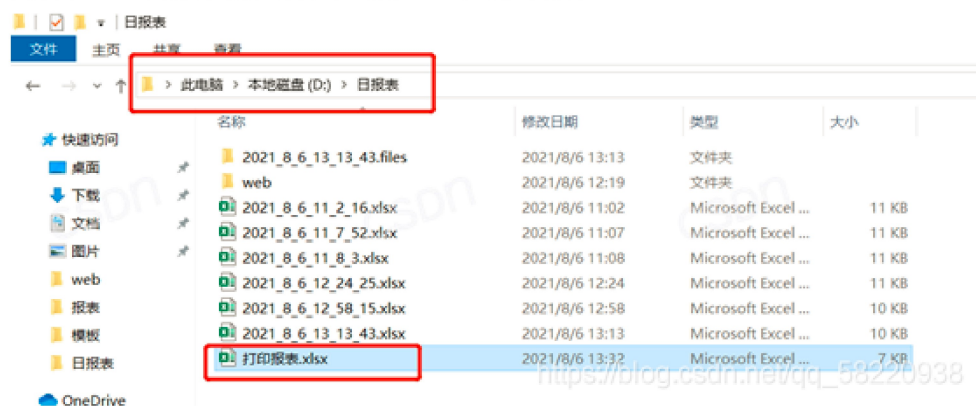 日报表
文件 主页 共享 查看
此电脑 > 本地磁盘 (D:) > 日报表
名称 修改日期 类型 大小
快速访问
桌面
下载
文档
图片
web
报表
模板
日报表
OneDrive
2021_8_6_13_13_43.files 2021/8/6 13:13 文件夹
web 2021/8/6 12:19 文件夹
2021_8_6_11_2_16.xlsx 2021/8/6 11:02 Microsoft Excel ... 11 KB
2021_8_6_11_7_52.xlsx 2021/8/6 11:07 Microsoft Excel ... 11 KB
2021_8_6_11_8_3.xlsx 2021/8/6 11:08 Microsoft Excel ... 11 KB
2021_8_6_12_24_25.xlsx 2021/8/6 12:24 Microsoft Excel ... 11 KB
2021_8_6_12_58_15.xlsx 2021/8/6 12:58 Microsoft Excel ... 10 KB
2021_8_6_13_13_43.xlsx 2021/8/6 13:13 Microsoft Excel ... 10 KB
打印报表.xlsx 2021/8/6 13:32 Microsoft Excel ... 7 KB
https://blog.csdn.net/qq_58220938